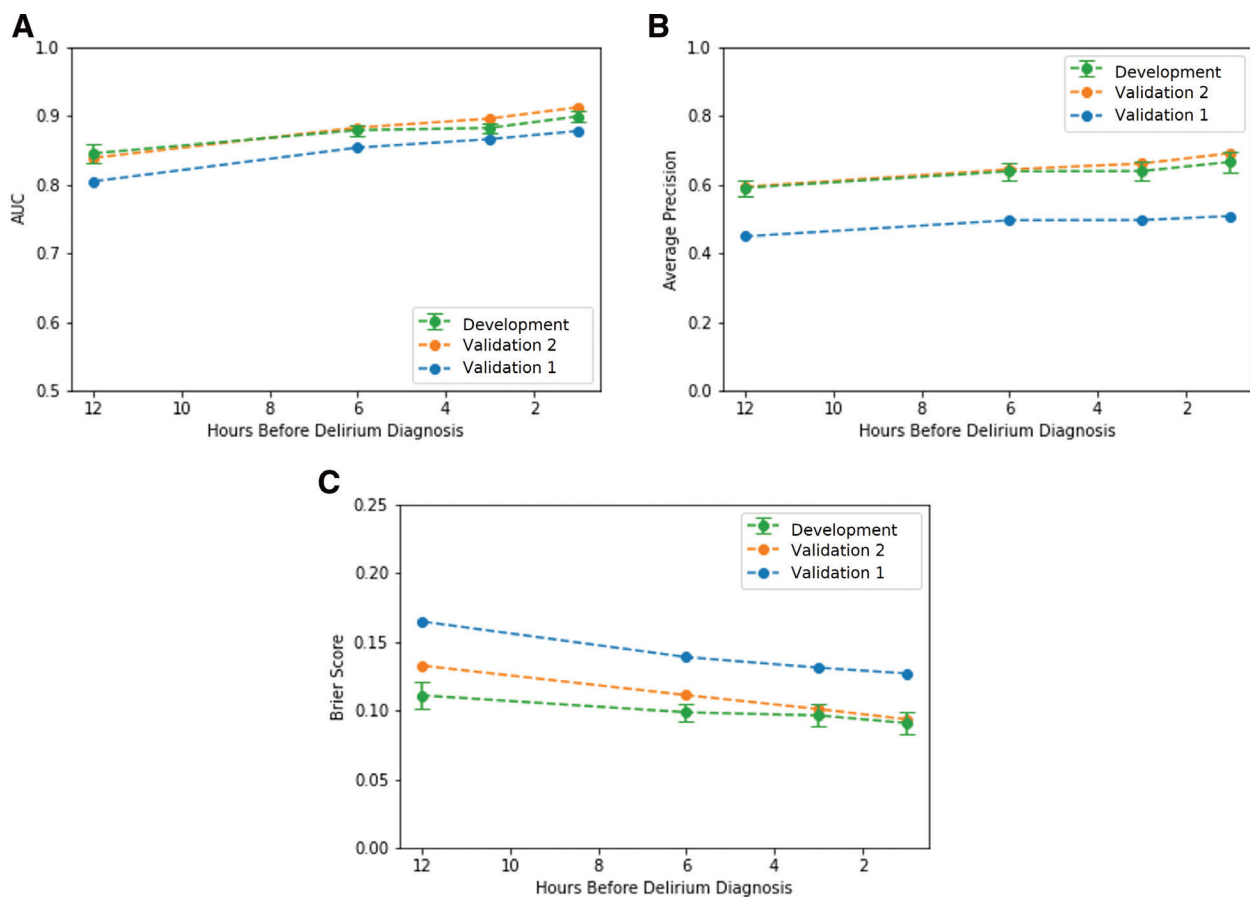 A
1.0
0.9
0.8
0.7
0.6
0.5
AUC
12
10
8
6
4
2
Hours Before Delirium Diagnosis
Development
Validation 2
Validation 1
B
1.0
0.8
0.6
0.4
0.2
0.0
Average Precision
12
10
8
6
4
2
Hours Before Delirium Diagnosis
Development
Validation 2
Validation 1
C
0.25
0.20
0.15
0.10
0.05
0.00
Brier Score
12
10
8
6
4
2
Hours Before Delirium Diagnosis
Development
Validation 2
Validation 1